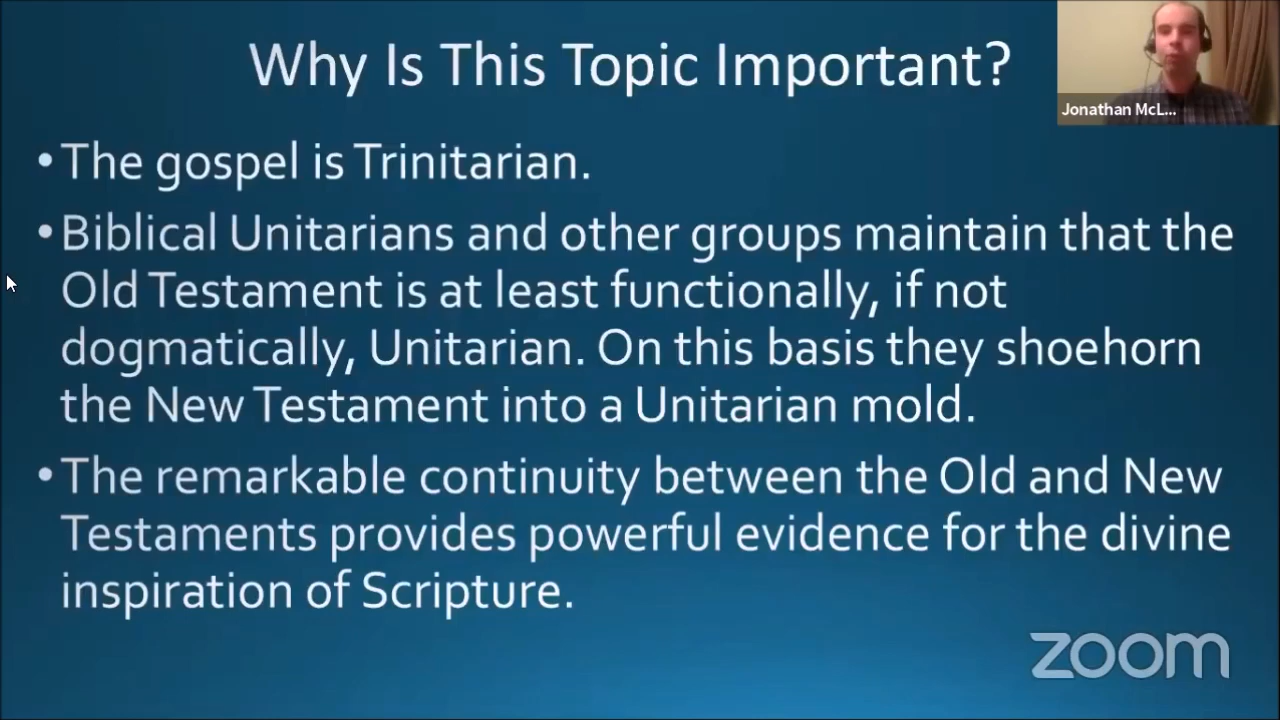 Why Is This Topic Important?
Jonathan McL...
•The gospel is Trinitarian.
•Biblical Unitarians and other groups maintain that the
Old Testament is at least functionally, if not
dogmatically, Unitarian. On this basis they shoehorn
the New Testament into a Unitarian mold.
•The remarkable continuity between the Old and New
Testaments provides powerful evidence for the divine
inspiration of Scripture.
zoom